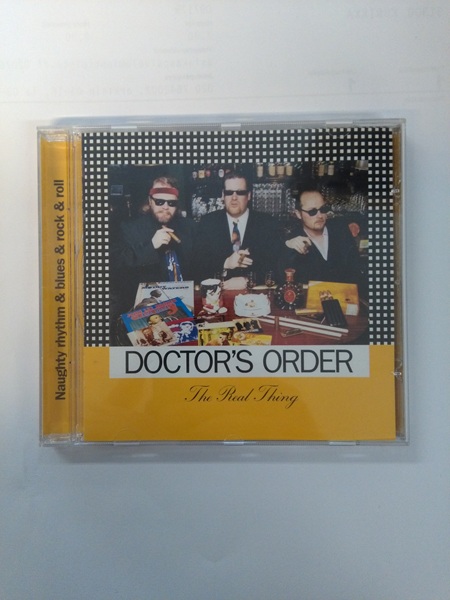 Naughty rhythm & blues & rock & roll
DOCTOR'S ORDER
The Real Thing